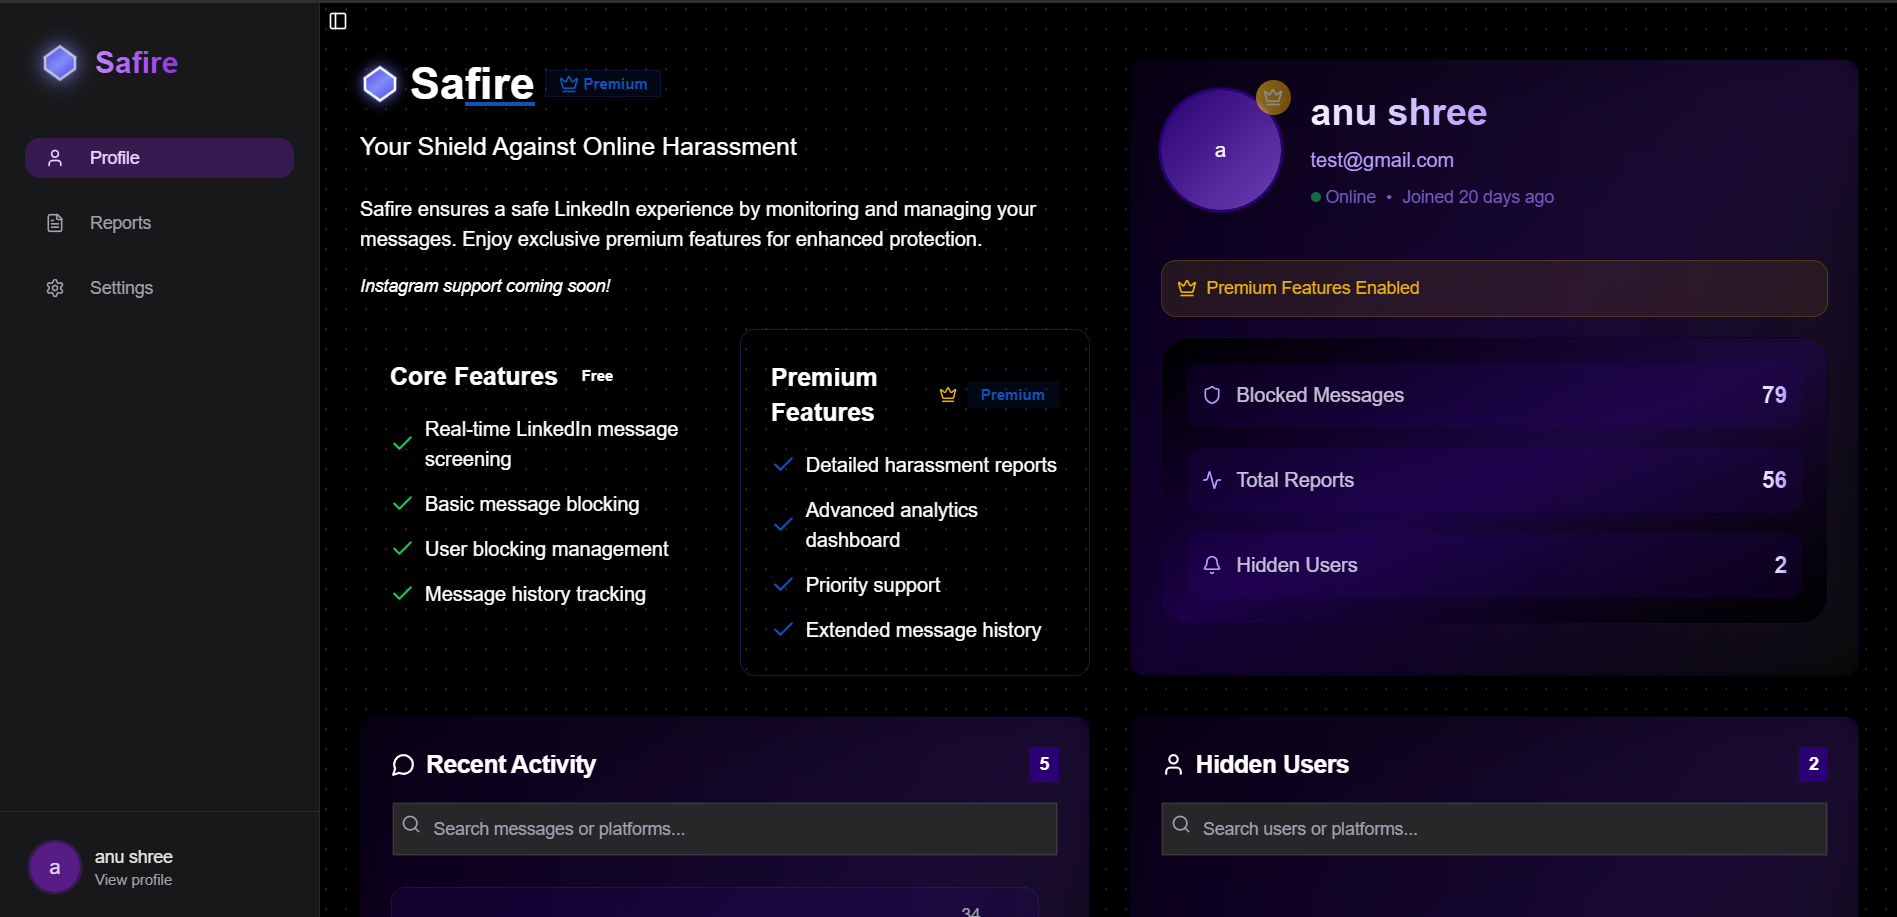 Safire
Profile
Reports
Settings
a
anu shree
View profile
Safire
Premium
Your Shield Against Online Harassment
Safire ensures a safe LinkedIn experience by monitoring and managing your
messages. Enjoy exclusive premium features for enhanced protection.
Instagram support coming soon!
Core Features
Free
Real-time LinkedIn message
screening
Basic message blocking
User blocking management
Message history tracking
Premium
Features
Premium
Detailed harassment reports
Advanced analytics
dashboard
Priority support
Extended message history
a
anu shree
test@gmail.com
Online • Joined 20 days ago
Premium Features Enabled
Blocked Messages 79
Total Reports 56
Hidden Users 2
Recent Activity 5
Search messages or platforms...
34
Hidden Users 2
Search users or platforms...